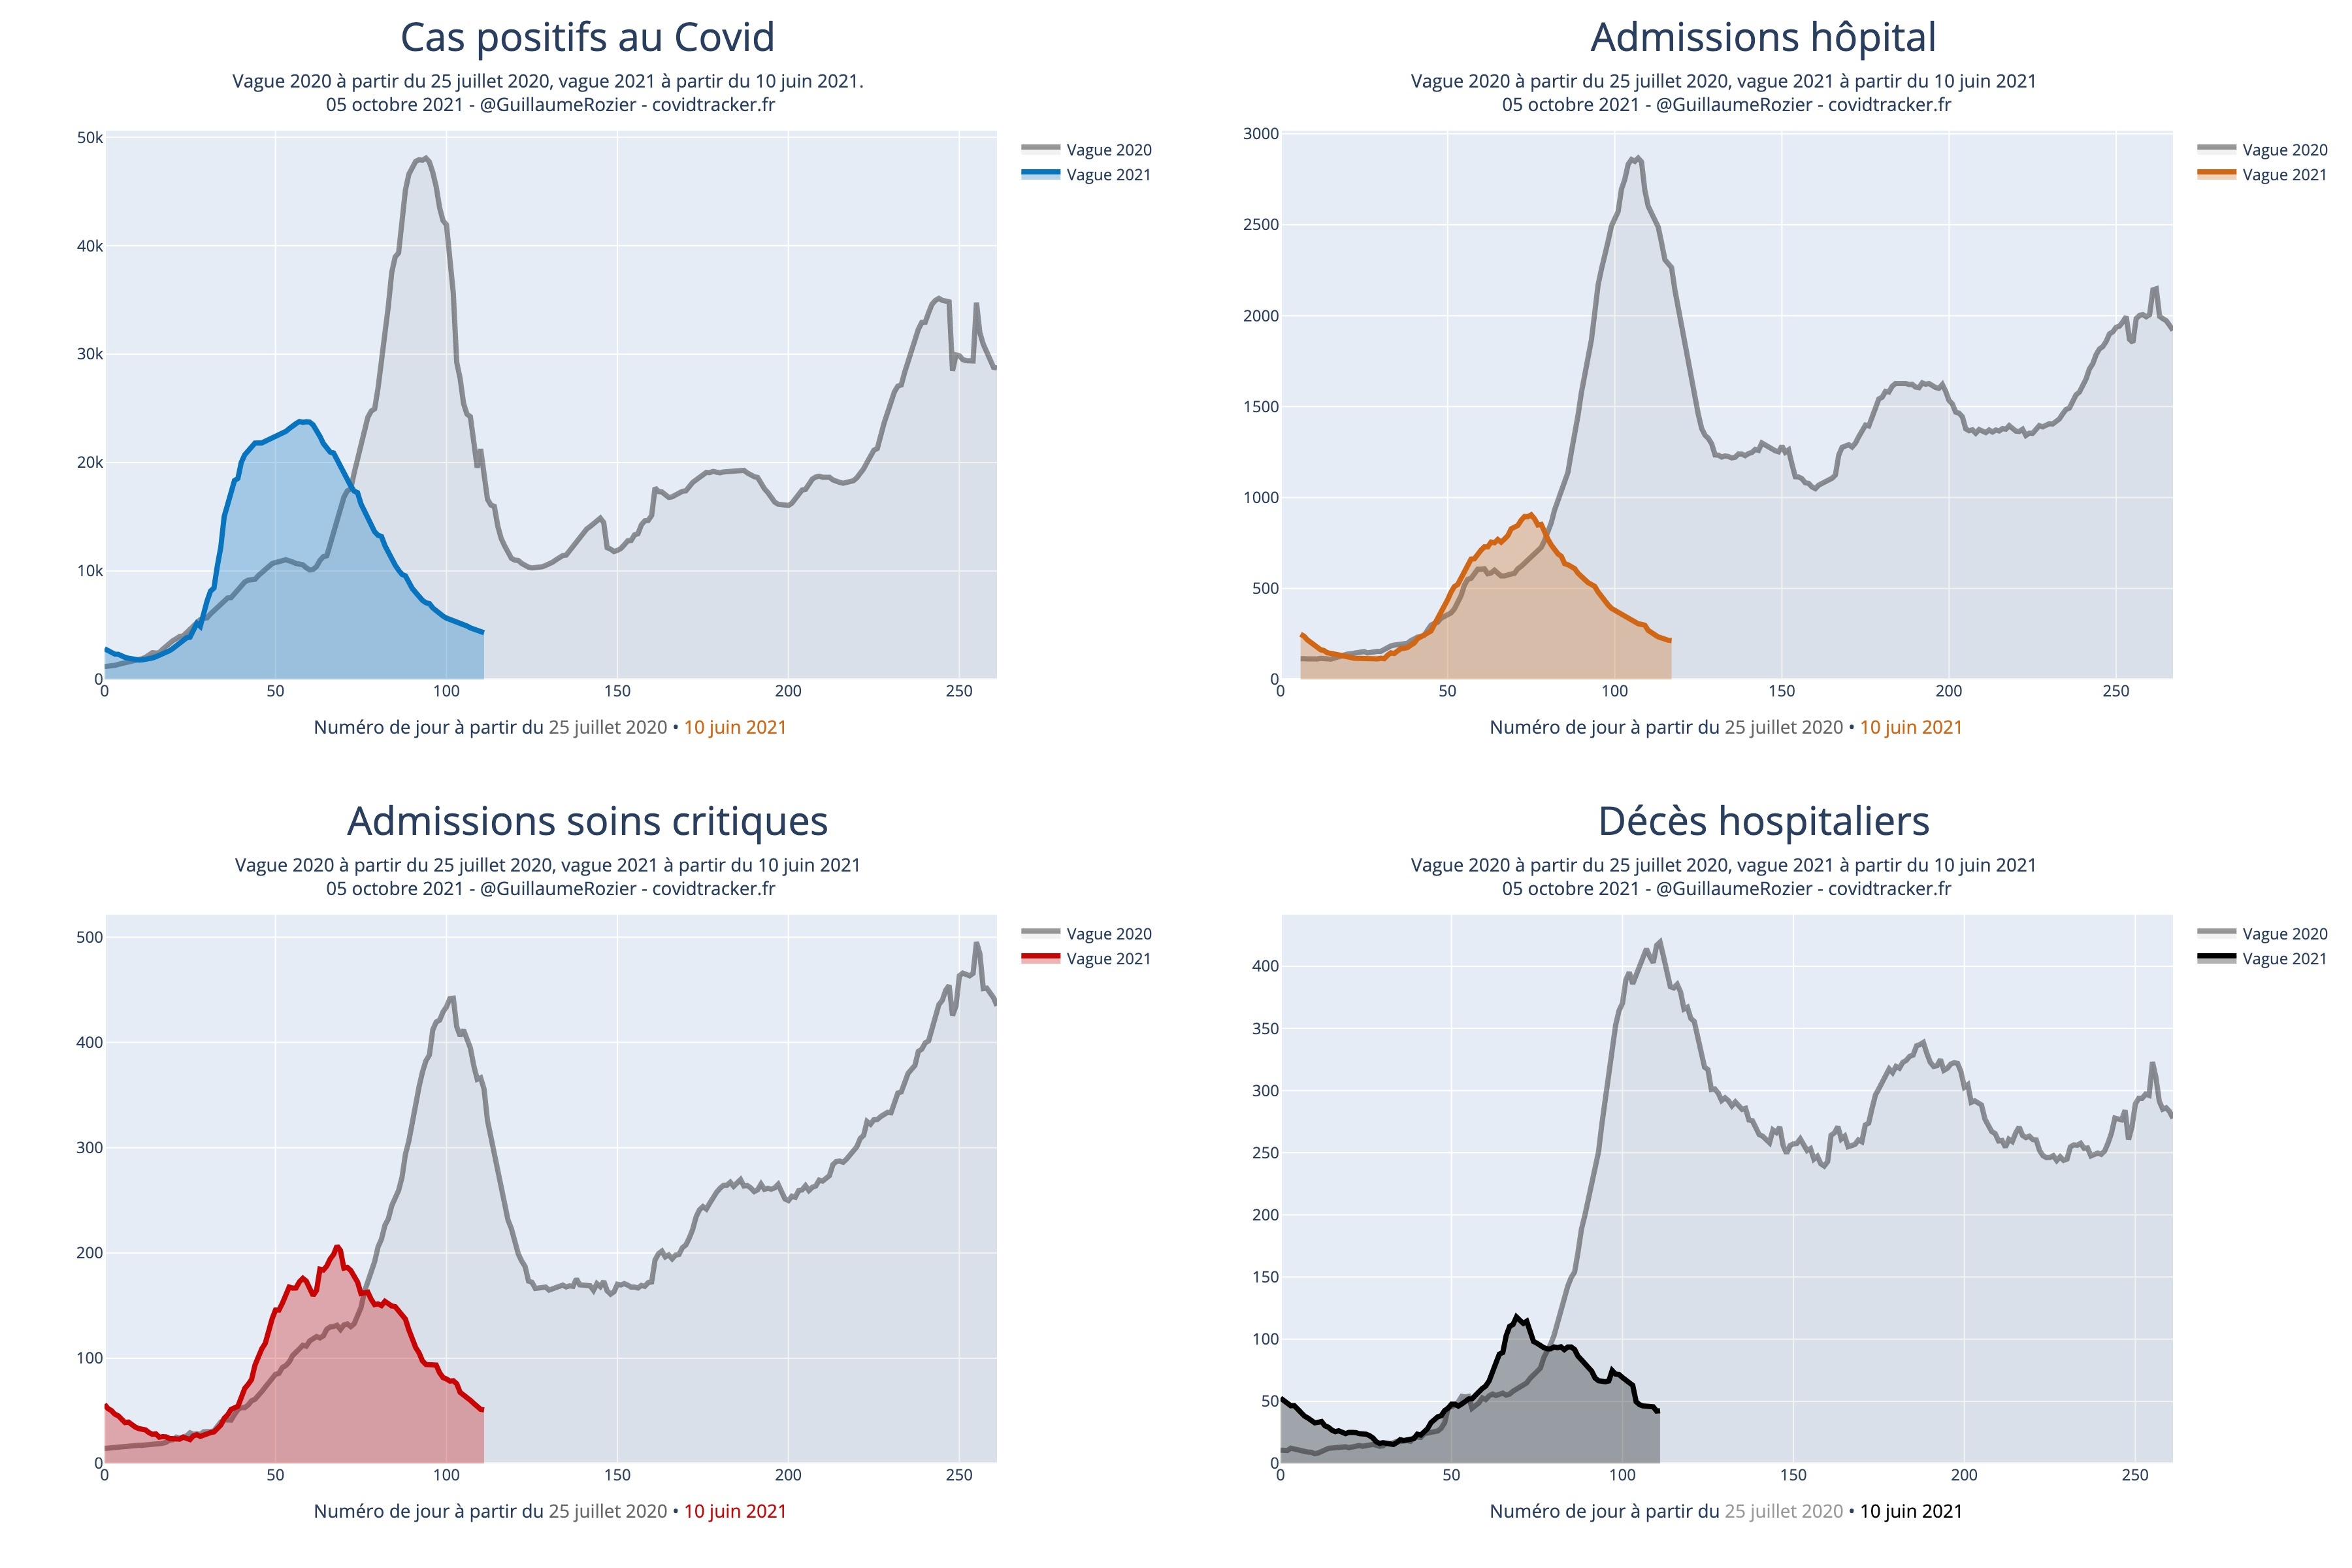 Cas positifs au Covid
Vague 2020 à partir du 25 juillet 2020, vague 2021 à partir du 10 juin 2021.
05 octobre 2021 - @GuillaumeRozier - covidtracker.fr
50k
40k
30k
20k
10k
0
0 50 100 150 200 250
Numéro de jour à partir du 25 juillet 2020 • 10 juin 2021
Vague 2020
Vague 2021
Admissions hôpital
Vague 2020 à partir du 25 juillet 2020, vague 2021 à partir du 10 juin 2021
05 octobre 2021 - @GuillaumeRozier - covidtracker.fr
3000
2500
2000
1500
1000
500
0
0 50 100 150 200 250
Numéro de jour à partir du 25 juillet 2020 • 10 juin 2021
Vague 2020
Vague 2021
Admissions soins critiques
Vague 2020 à partir du 25 juillet 2020, vague 2021 à partir du 10 juin 2021
05 octobre 2021 - @GuillaumeRozier - covidtracker.fr
500
400
300
200
100
0
0 50 100 150 200 250
Numéro de jour à partir du 25 juillet 2020 • 10 juin 2021
Vague 2020
Vague 2021
Décès hospitaliers
Vague 2020 à partir du 25 juillet 2020, vague 2021 à partir du 10 juin 2021
05 octobre 2021 - @GuillaumeRozier - covidtracker.fr
400
350
300
250
200
150
100
50
0
0 50 100 150 200 250
Numéro de jour à partir du 25 juillet 2020 • 10 juin 2021
Vague 2020
Vague 2021